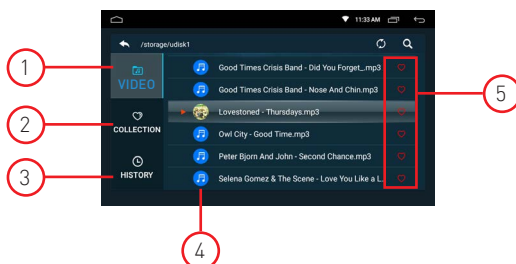 11:33 AM
/storage/udisk1
VIDEO
COLLECTION
HISTORY
Good Times Crisis Band - Did You Forget_.mp3
Good Times Crisis Band - Nose And Chin.mp3
Lovestoned - Thursdays.mp3
Owl City - Good Time.mp3
Peter Bjorn And John - Second Chance.mp3
Selena Gomez & The Scene - Love You Like a L..
1
2
3
4
5